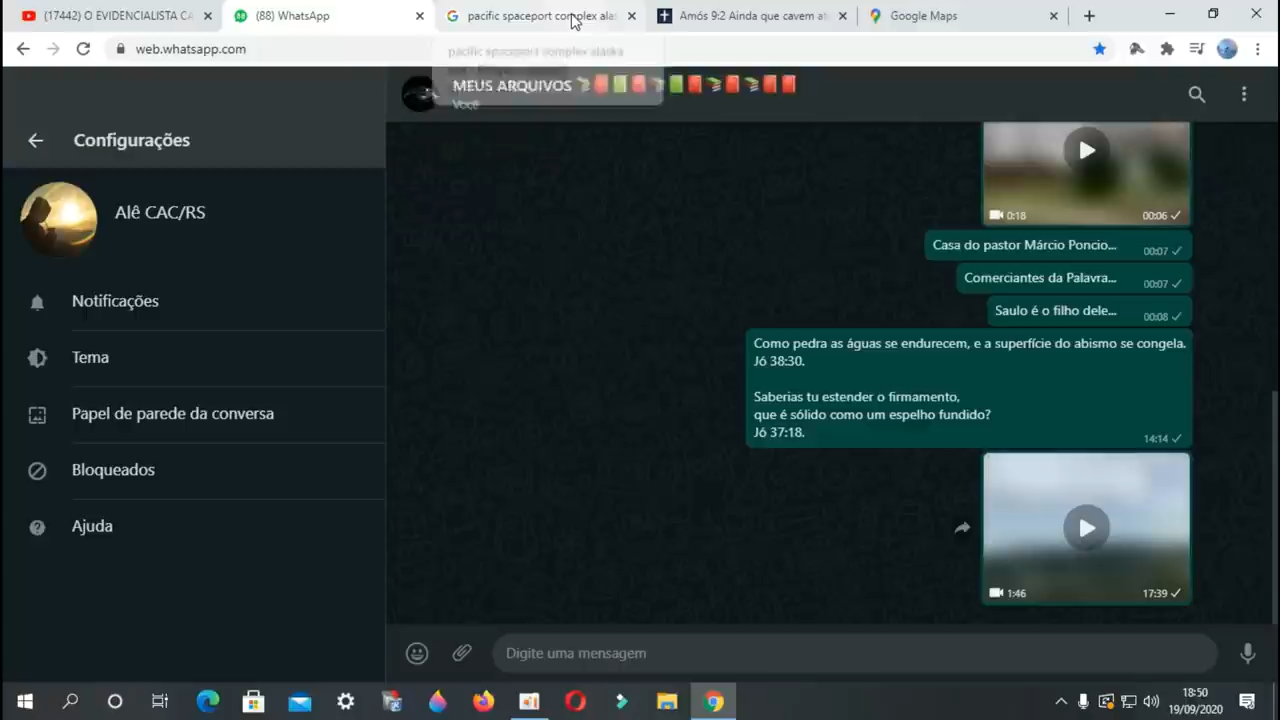 (17442) O EVIDENCIALISTA CA
(88) WhatsApp
pacific spaceport complex ala
Amós 9:2 Ainda que cavem at
Google Maps
web.whatsapp.com
pacific spaceport complex alaska
MEUS ARQUIVOS
Você
Configurações
Alê CAC/RS
Notificações
Tema
Papel de parede da conversa
Bloqueados
Ajuda
0:18 00:06
Casa do pastor Márcio Poncio... 00:07
Comerciantes da Palavra... 00:07
Saulo é o filho dele... 00:08
Como pedra as águas se endurecem, e a superfície do abismo se congela.
Jó 38:30.
Saberias tu estender o firmamento,
que é sólido como um espelho fundido?
Jó 37:18.
14:14
1:46 17:39
Digite uma mensagem
18:50
19/09/2020